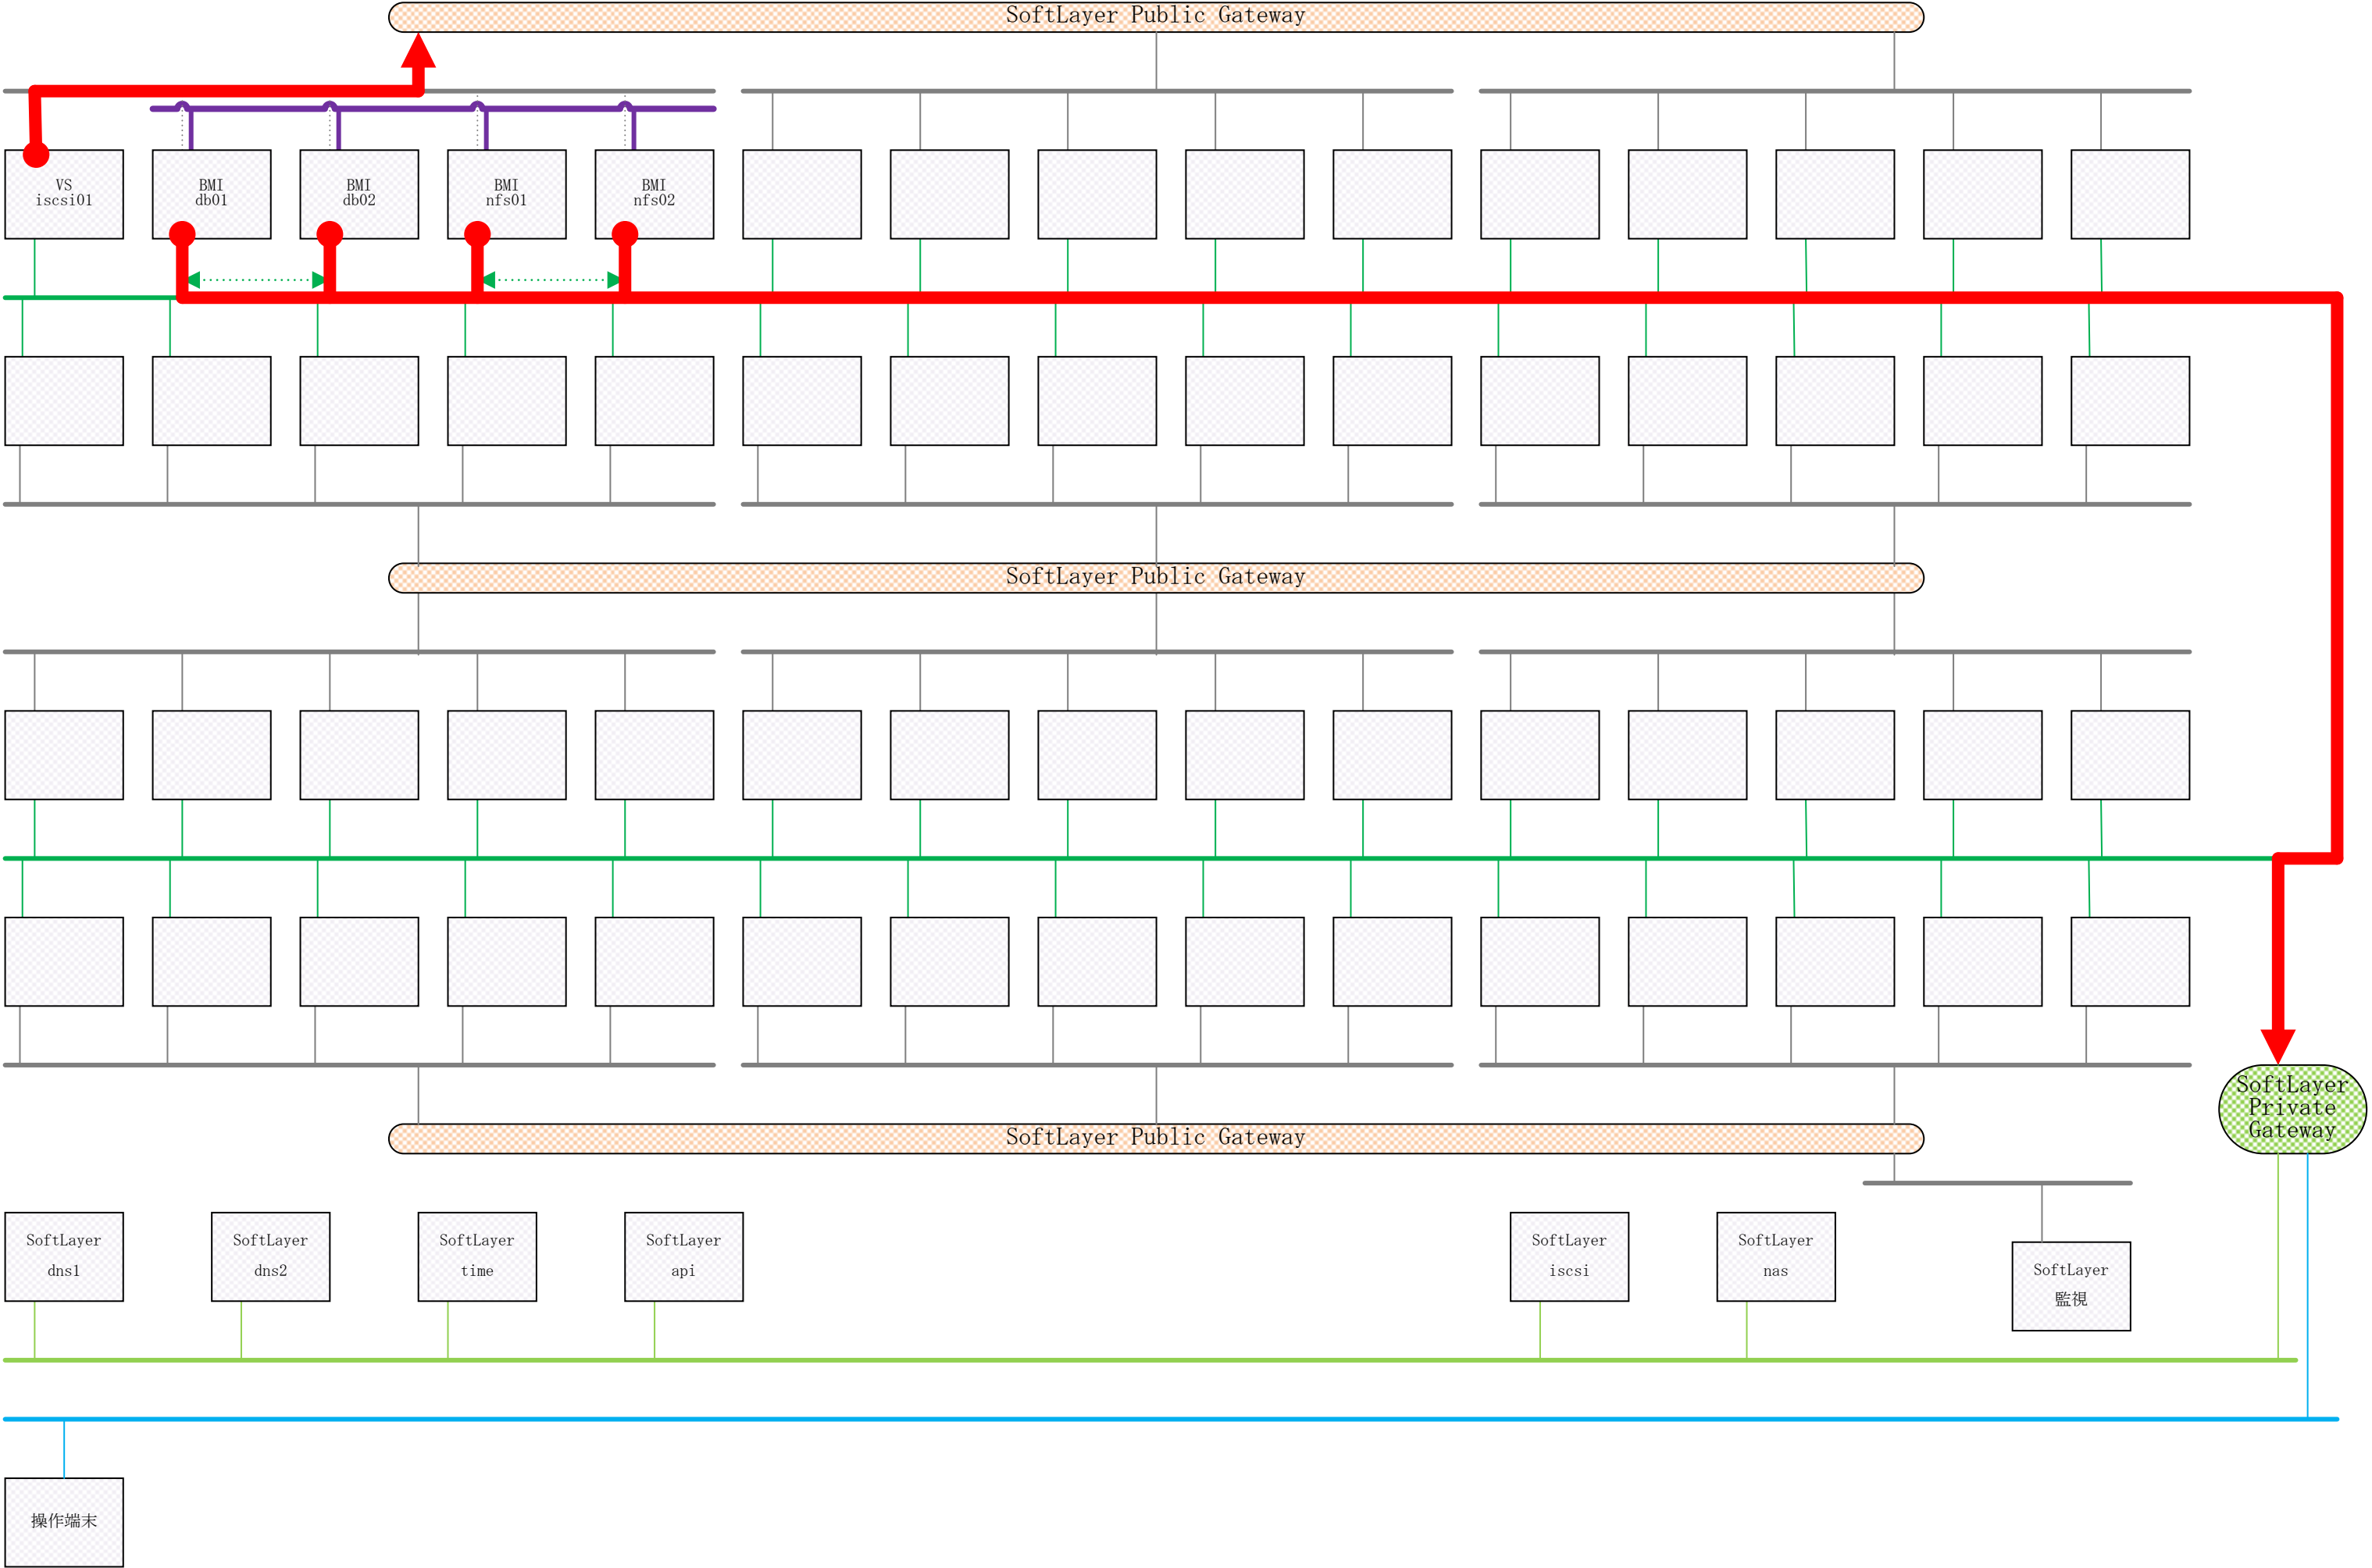 SoftLayer Public Gateway
VS
iscsi01
BMI
db01
BMI
db02
BMI
nfs01
BMI
nfs02
SoftLayer Public Gateway
SoftLayer
Private
Gateway
SoftLayer Public Gateway
SoftLayer
dns1
SoftLayer
dns2
SoftLayer
time
SoftLayer
api
SoftLayer
iscsi
SoftLayer
nas
SoftLayer
監視
操作端末